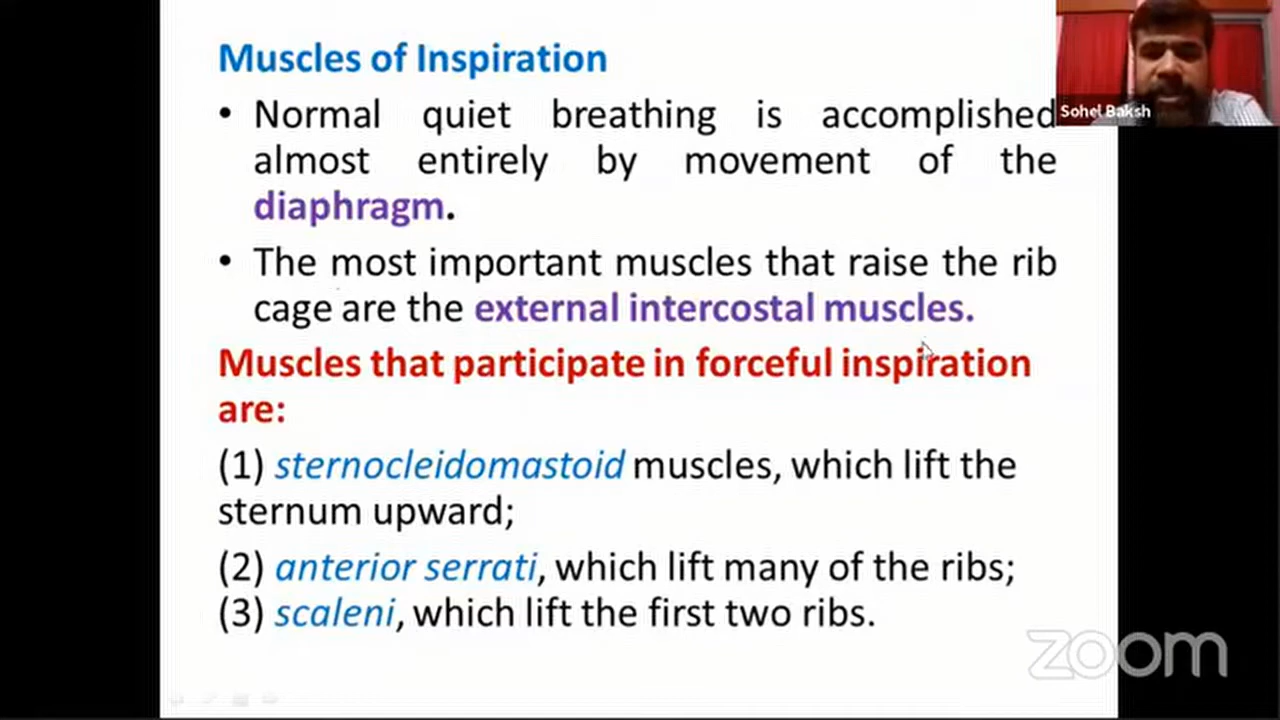 Muscles of Inspiration
• Normal quiet breathing is accomplished
almost entirely by movement of the
diaphragm.
• The most important muscles that raise the rib
cage are the external intercostal muscles.
Muscles that participate in forceful inspiration
are:
(1) sternocleidomastoid muscles, which lift the
sternum upward;
(2) anterior serrati, which lift many of the ribs;
(3) scaleni, which lift the first two ribs.
Sohel Baksh
zoom